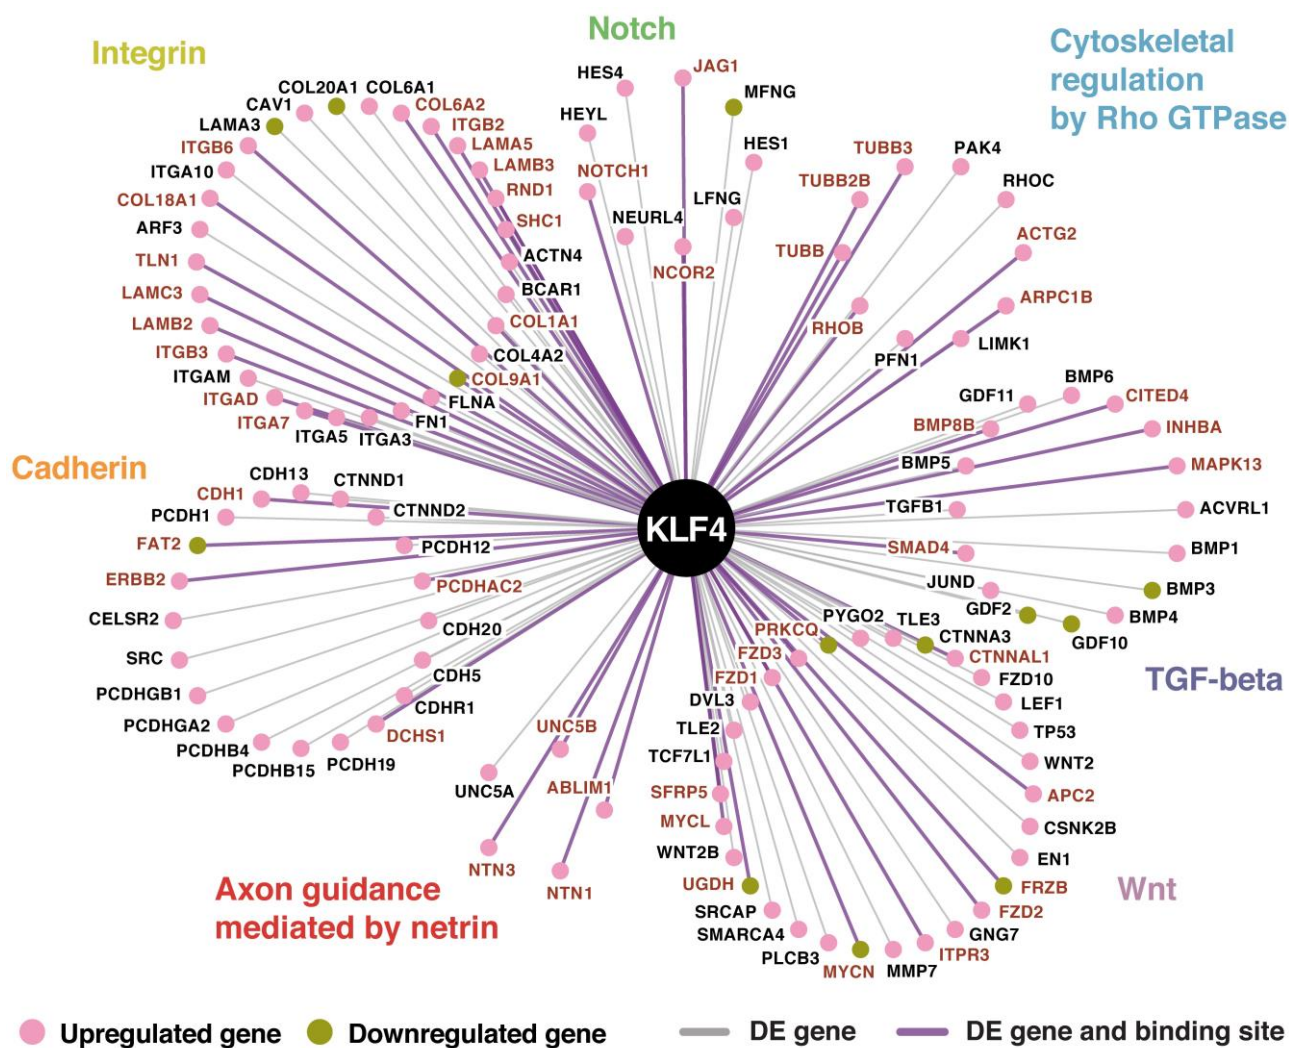 Notch
Integrin
Cytoskeletal
regulation
by Rho GTPase
HES4
JAG1
MFNG
HEYL
HES1
NOTCH1
LFNG
NEURL4
NCOR2
COL20A1
COL6A1
CAV1
COL6A2
LAMA3
ITGB2
ITGB6
LAMA5
ITGA10
LAMB3
COL18A1
RND1
ARF3
SHC1
TLN1
ACTN4
LAMC3
BCAR1
LAMB2
COL1A1
ITGB3
COL4A2
ITGAM
COL9A1
ITGAD
FLNA
ITGA7
ITGA5
ITGA3
FN1
TUBB3
PAK4
TUBB2B
RHOC
TUBB
ACTG2
RHOB
ARPC1B
PFN1
LIMK1
BMP6
GDF11
CITED4
BMP8B
INHBA
BMP5
MAPK13
TGFB1
ACVRL1
SMAD4
BMP1
JUND
BMP3
GDF2
BMP4
GDF10
TGF-beta
KLF4
Cadherin
CDH13
CTNND1
CDH1
PCDH1
CTNND2
FAT2
PCDH12
ERBB2
PCDHAC2
CELSR2
CDH20
SRC
CDH5
PCDHGB1
CDHR1
PCDHGA2
DCHS1
PCDHB4
PCDHB15
PCDH19
UNC5B
UNC5A
ABLIM1
NTN3
NTN1
Axon guidance
mediated by netrin
PYGO2
TLE3
PRKCQ
CTNNA3
FZD3
CTNNAL1
FZD1
FZD10
DVL3
LEF1
TLE2
TP53
TCF7L1
WNT2
SFRP5
APC2
MYCL
CSNK2B
WNT2B
EN1
UGDH
FRZB
SRCAP
FZD2
SMARCA4
GNG7
PLCB3
ITPR3
MYCN
MMP7
Wnt
Upregulated gene
Downregulated gene
DE gene
DE gene and binding site